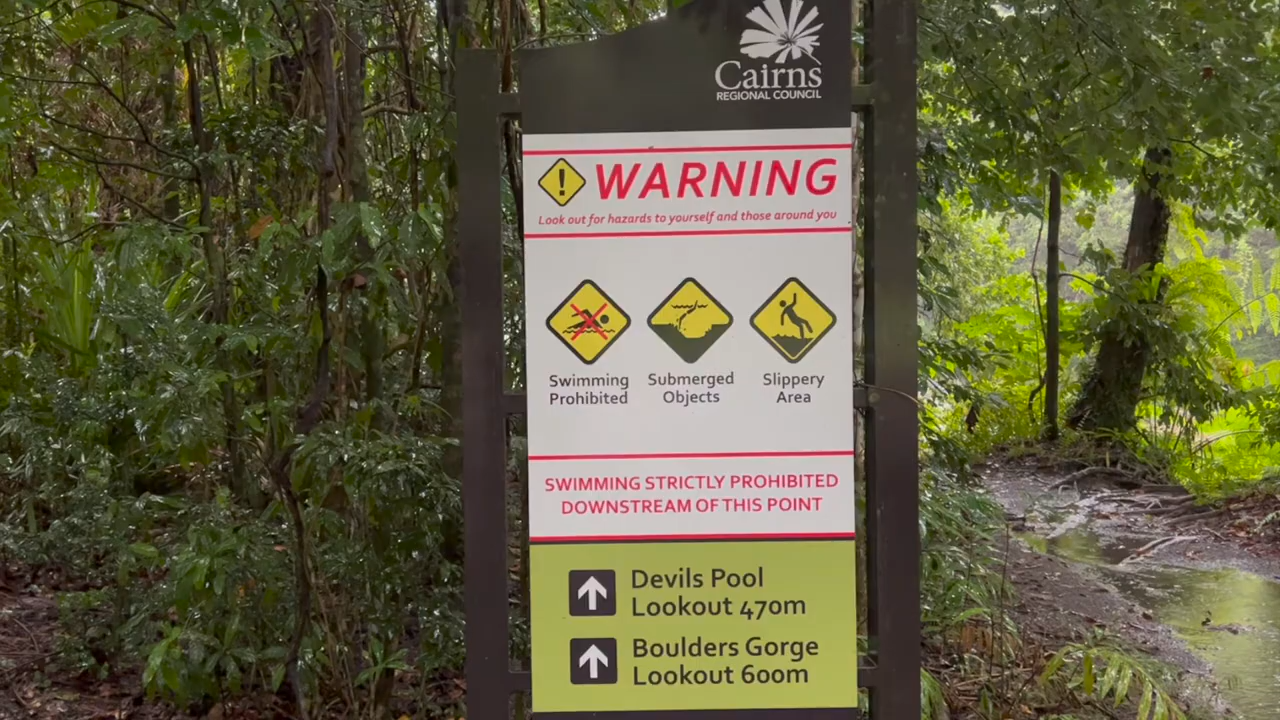 Cairns
REGIONAL COUNCIL
WARNING
Look out for hazards to yourself and those around you
Swimming
Prohibited
Submerged
Objects
Slippery
Area
SWIMMING STRICTLY PROHIBITED
DOWNSTREAM OF THIS POINT
Devils Pool
Lookout 470m
Boulders Gorge
Lookout 600m